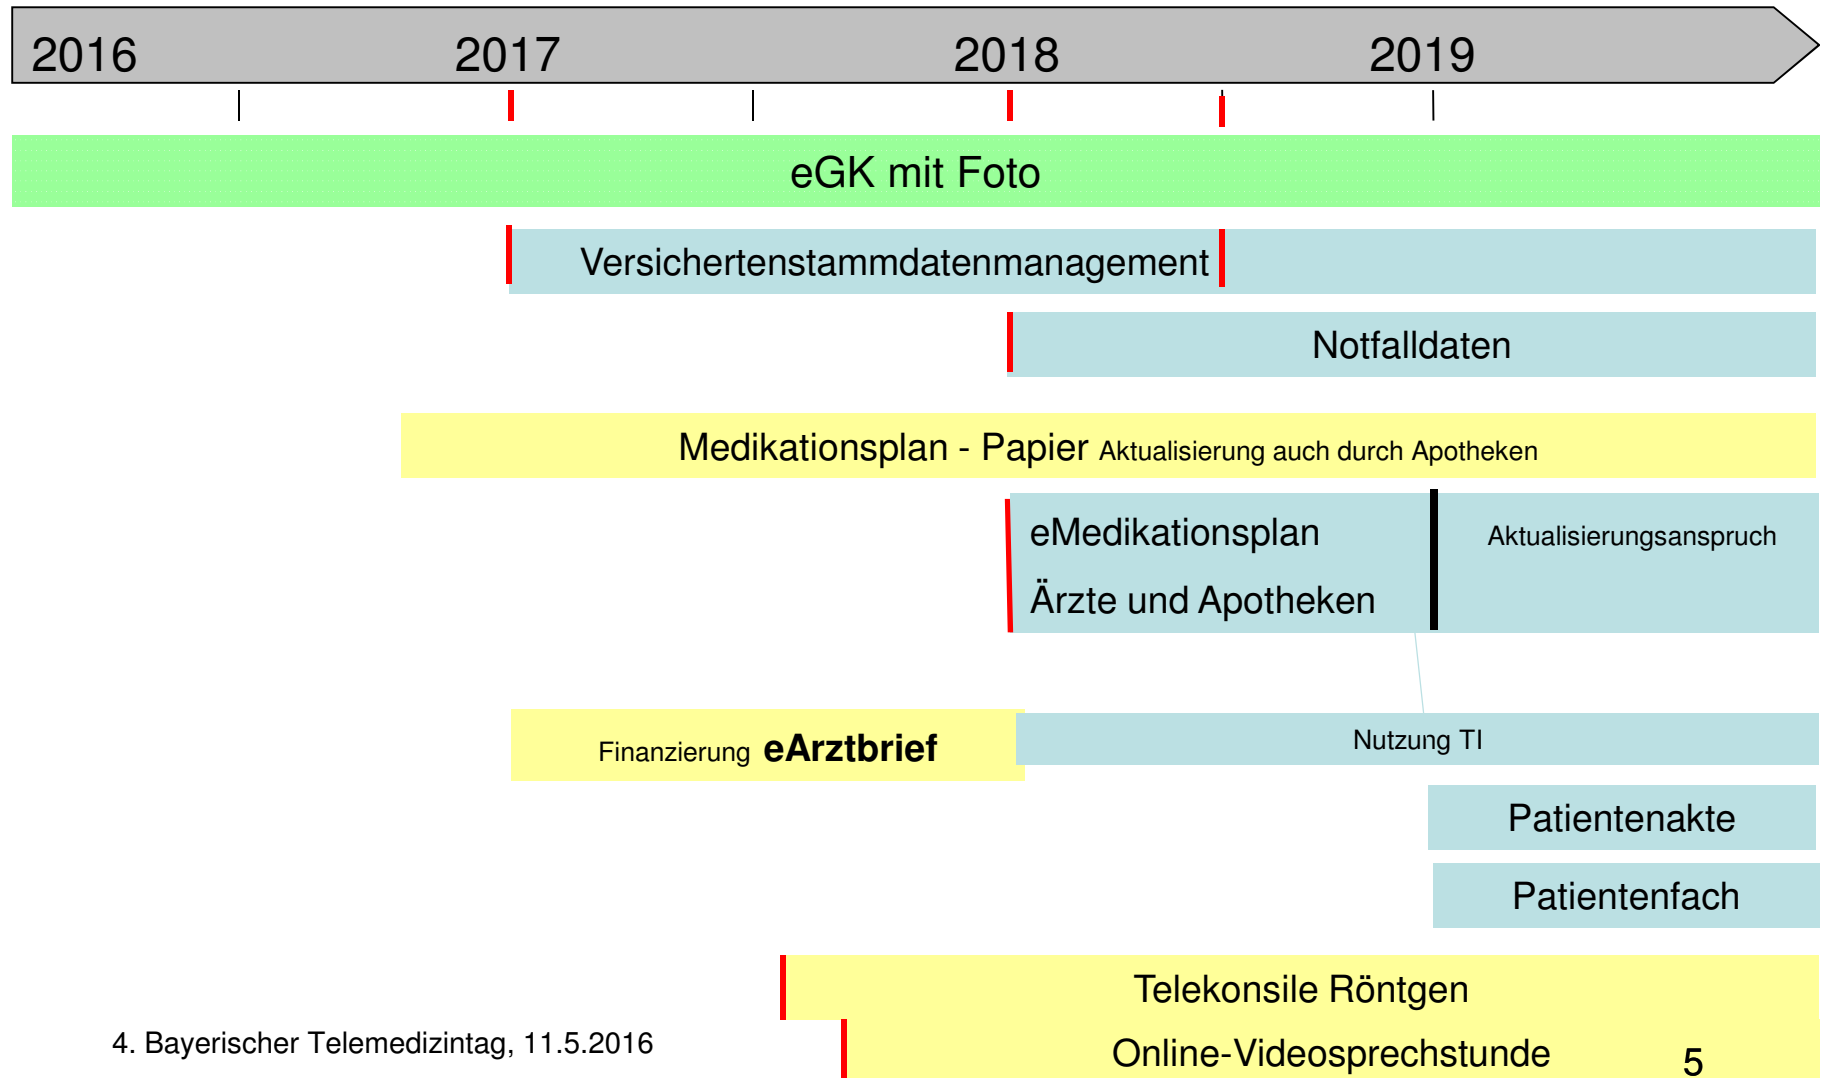 2016 2017 2018 2019
eGK mit Foto
Versichertenstammdatenmanagement
Notfalldaten
Medikationsplan - Papier Aktualisierung auch durch Apotheken
eMedikationsplan Aktualisierungsanspruch
Ärzte und Apotheken
Finanzierung eArztbrief Nutzung TI
Patientenakte
Patientenfach
Telekonsile Röntgen
4. Bayerischer Telemedizintag, 11.5.2016
Online-Videosprechstunde 5